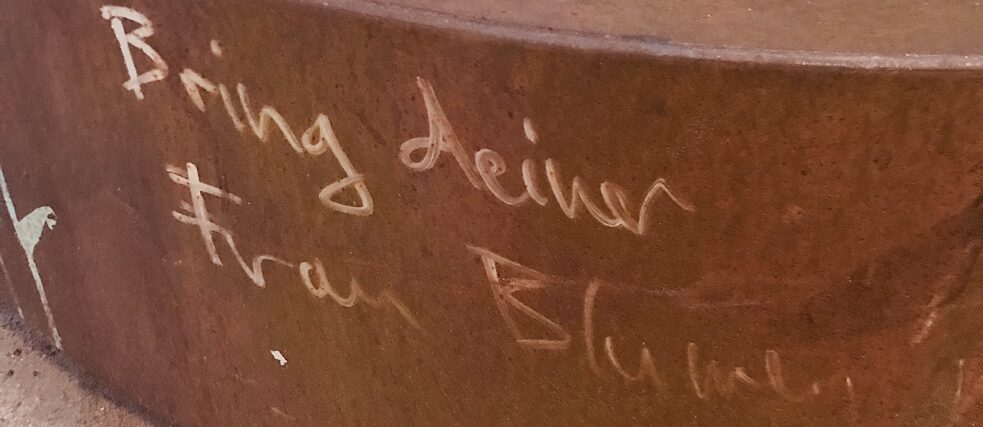 Bring deiner
Frau Blumen